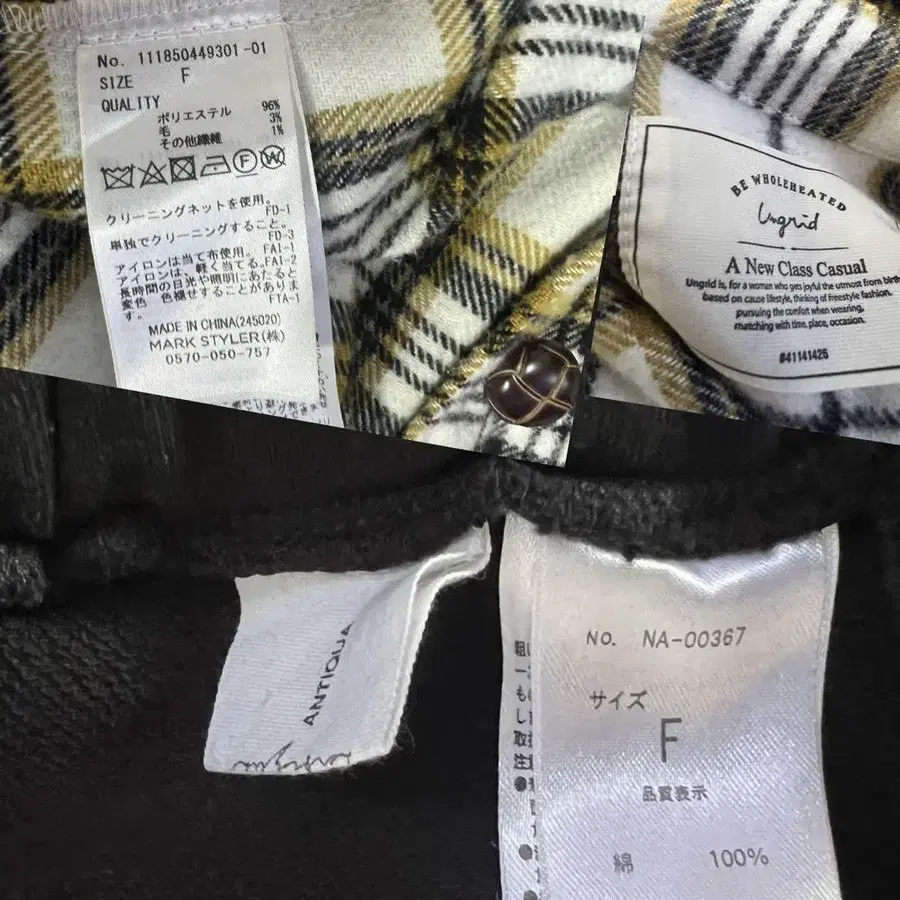 No. 111850449301-01
SIZE F
QUALITY
ポリエステル 96%
毛 3%
その他繊維 1%
F W
クリーニングネットを使用。
FD-1
単独でクリーニングすること。
FD-3
アイロンは当て布使用。FAI-1
アイロンは、軽く当てる。FAI-2
長時間の日光や照明にあたると
変色 色褪せすることがありま
す。 FTA-1
MADE IN CHINA(245020)
MARK STYLER(株)
0570-050-757
BE WHOLEHEATED
Ungrid
A New Class Casual
Ungrid is, for a woman who gets joyful the utmost from birth
based on cause lifestyle, thinking of freestyle fashion.
pursuing the comfort when wearing,
matching with time, place, occasion.
#41141425
ANTIQUA
No. NA-00367
サイズ
F
品質表示
綿 100%